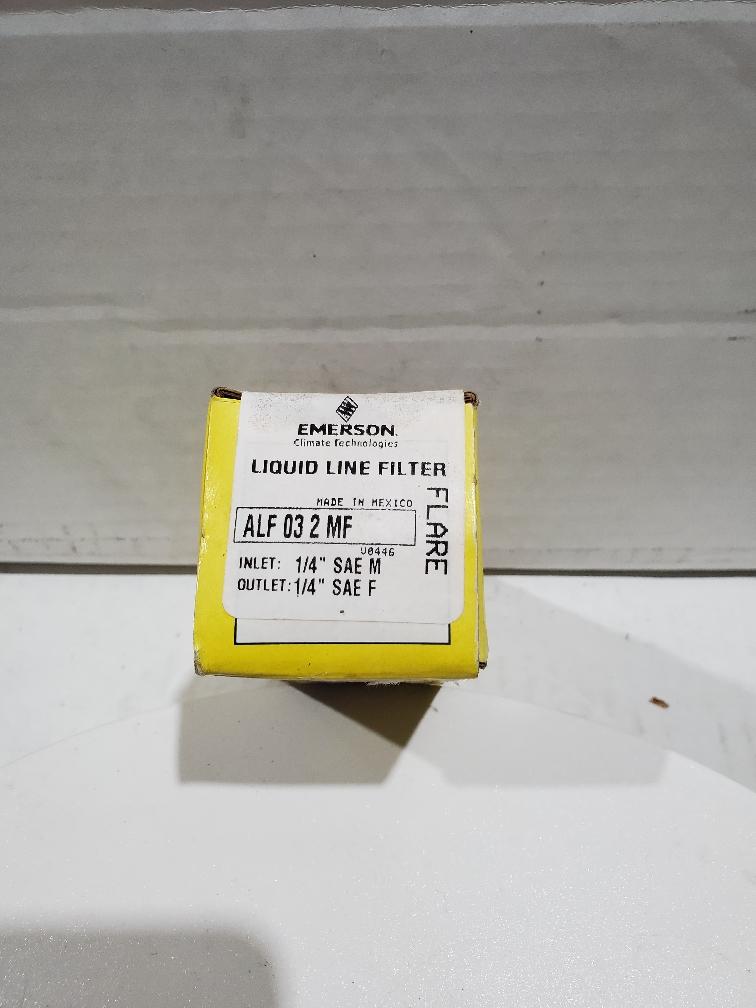 EMERSON.
Climate Technologies
LIQUID LINE FILTER
MADE IN MEXICO
ALF 03 2 MF
U0446
INLET: 1/4" SAE M
OUTLET: 1/4" SAE F
FLARE